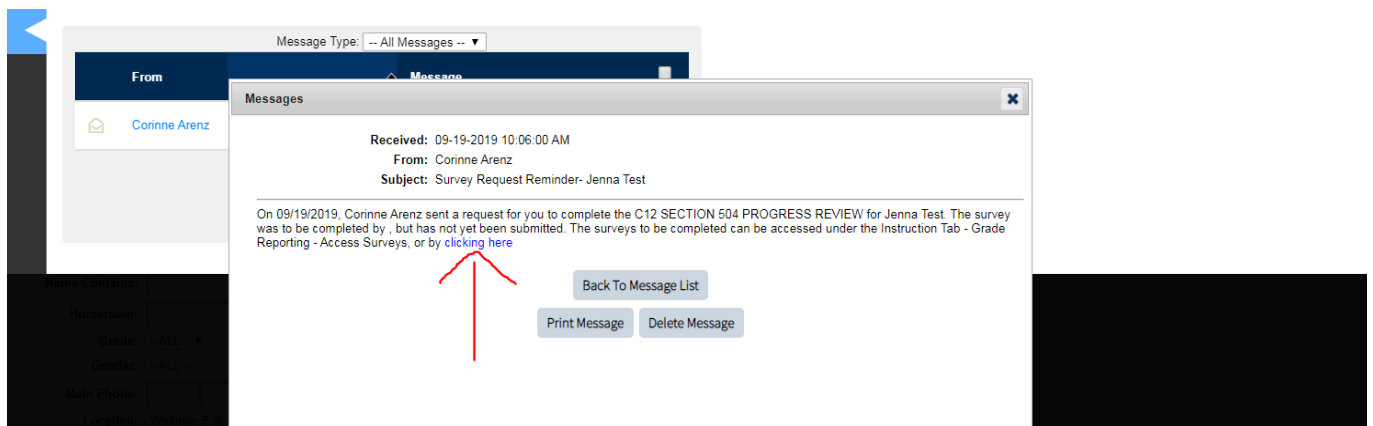 Message Type: -- All Messages -- ▼
From Message
Messages
Corinne Arenz
Received: 09-19-2019 10:06:00 AM
From: Corinne Arenz
Subject: Survey Request Reminder- Jenna Test
On 09/19/2019, Corinne Arenz sent a request for you to complete the C12 SECTION 504 PROGRESS REVIEW for Jenna Test. The survey
was to be completed by , but has not yet been submitted. The surveys to be completed can be accessed under the Instruction Tab - Grade
Reporting - Access Surveys, or by clicking here
Name Contains:
Back To Message List
Homeroom:
Print Message Delete Message
Grade: --ALL-- ▼
Gender: --ALL--
Main Phone:
Location: